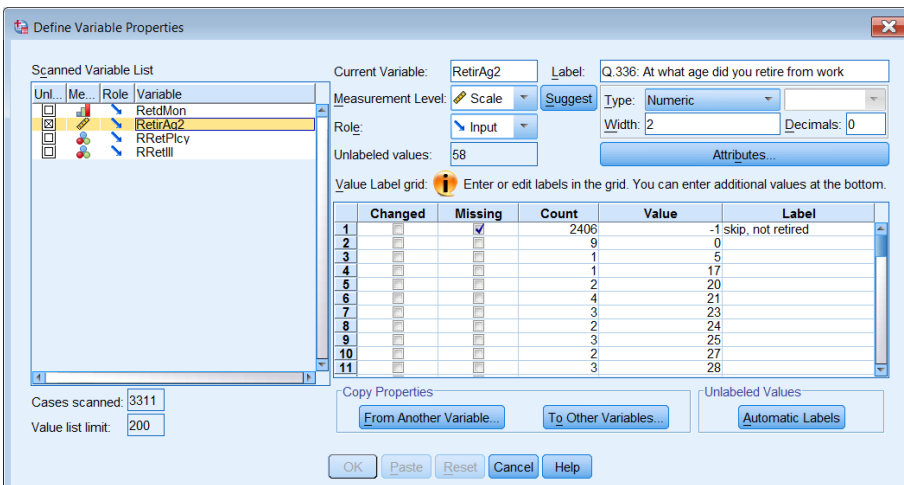 Define Variable Properties
Scanned Variable List
Unl... Me... Role Variable
RetdMon
RetirAg2
RRetPlcy
RRetIll
Cases scanned: 3311
Value list limit: 200
Current Variable: RetirAg2 Label: Q.336: At what age did you retire from work
Measurement Level: Scale Suggest Type: Numeric
Role: Input Width: 2 Decimals: 0
Unlabeled values: 58 Attributes...
Value Label grid: Enter or edit labels in the grid. You can enter additional values at the bottom.
Changed Missing Count Value Label
1 2406 -1 skip, not retired
2 9 0
3 1 5
4 1 17
5 2 20
6 4 21
7 3 23
8 2 24
9 3 25
10 2 27
11 3 28
Copy Properties Unlabeled Values
From Another Variable... To Other Variables... Automatic Labels
OK Paste Reset Cancel Help